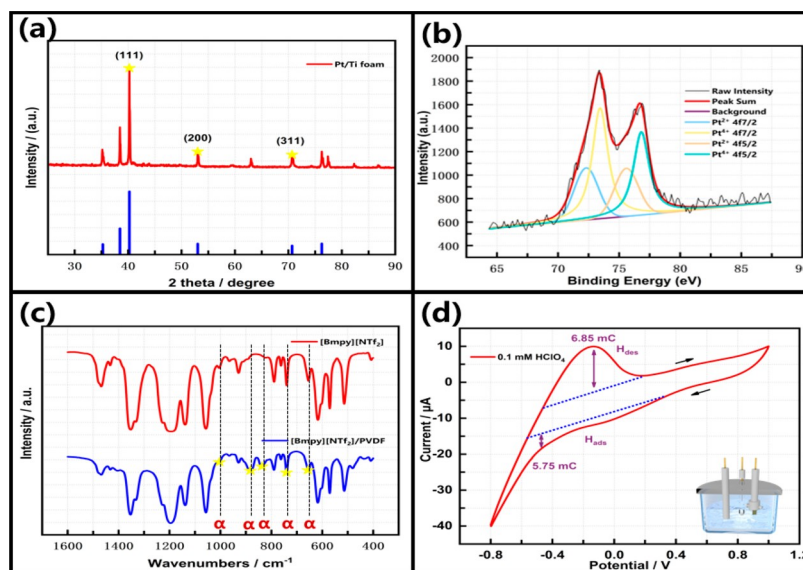 (a)
(111)
Pt/Ti foam
(200)
(311)
Intensity / (a.u.)
30 40 50 60 70 80 90
2 theta / degree
(b)
2000
1800
1600
1400
1200
1000
800
600
400
Intensity (a.u.)
Raw Intensity
Peak Sum
Background
Pt²⁺ 4f7/2
Pt⁴⁺ 4f7/2
Pt²⁺ 4f5/2
Pt⁴⁺ 4f5/2
65 70 75 80 85 90
Binding Energy (eV)
(c)
[Bmpy][NTf₂]
[Bmpy][NTf₂]/PVDF
Intensity / a.u.
α α α α α
1600 1400 1200 1000 800 600 400
Wavenumbers / cm⁻¹
(d)
6.85 mC
0.1 mM HClO₄
H_des
20
10
0
-10
-20
-30
-40
Current / µA
H_ads
5.75 mC
-0.8 -0.4 0.0 0.4 0.8 1.2
Potential / V